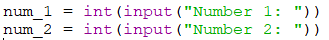 num_1 = int(input("Number 1: "))
num_2 = int(input("Number 2: "))